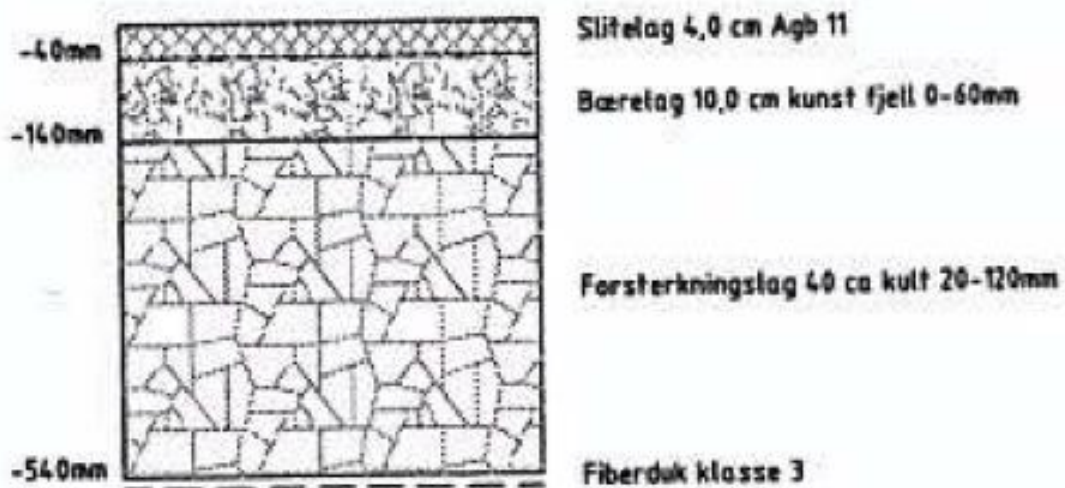 -40mm
Slitelag 4,0 cm Agb 11
Bærelag 10,0 cm kunst fjell 0-60mm
-140mm
Forsterkningslag 40 ca kult 20-120mm
-540mm
Fiberduk klasse 3